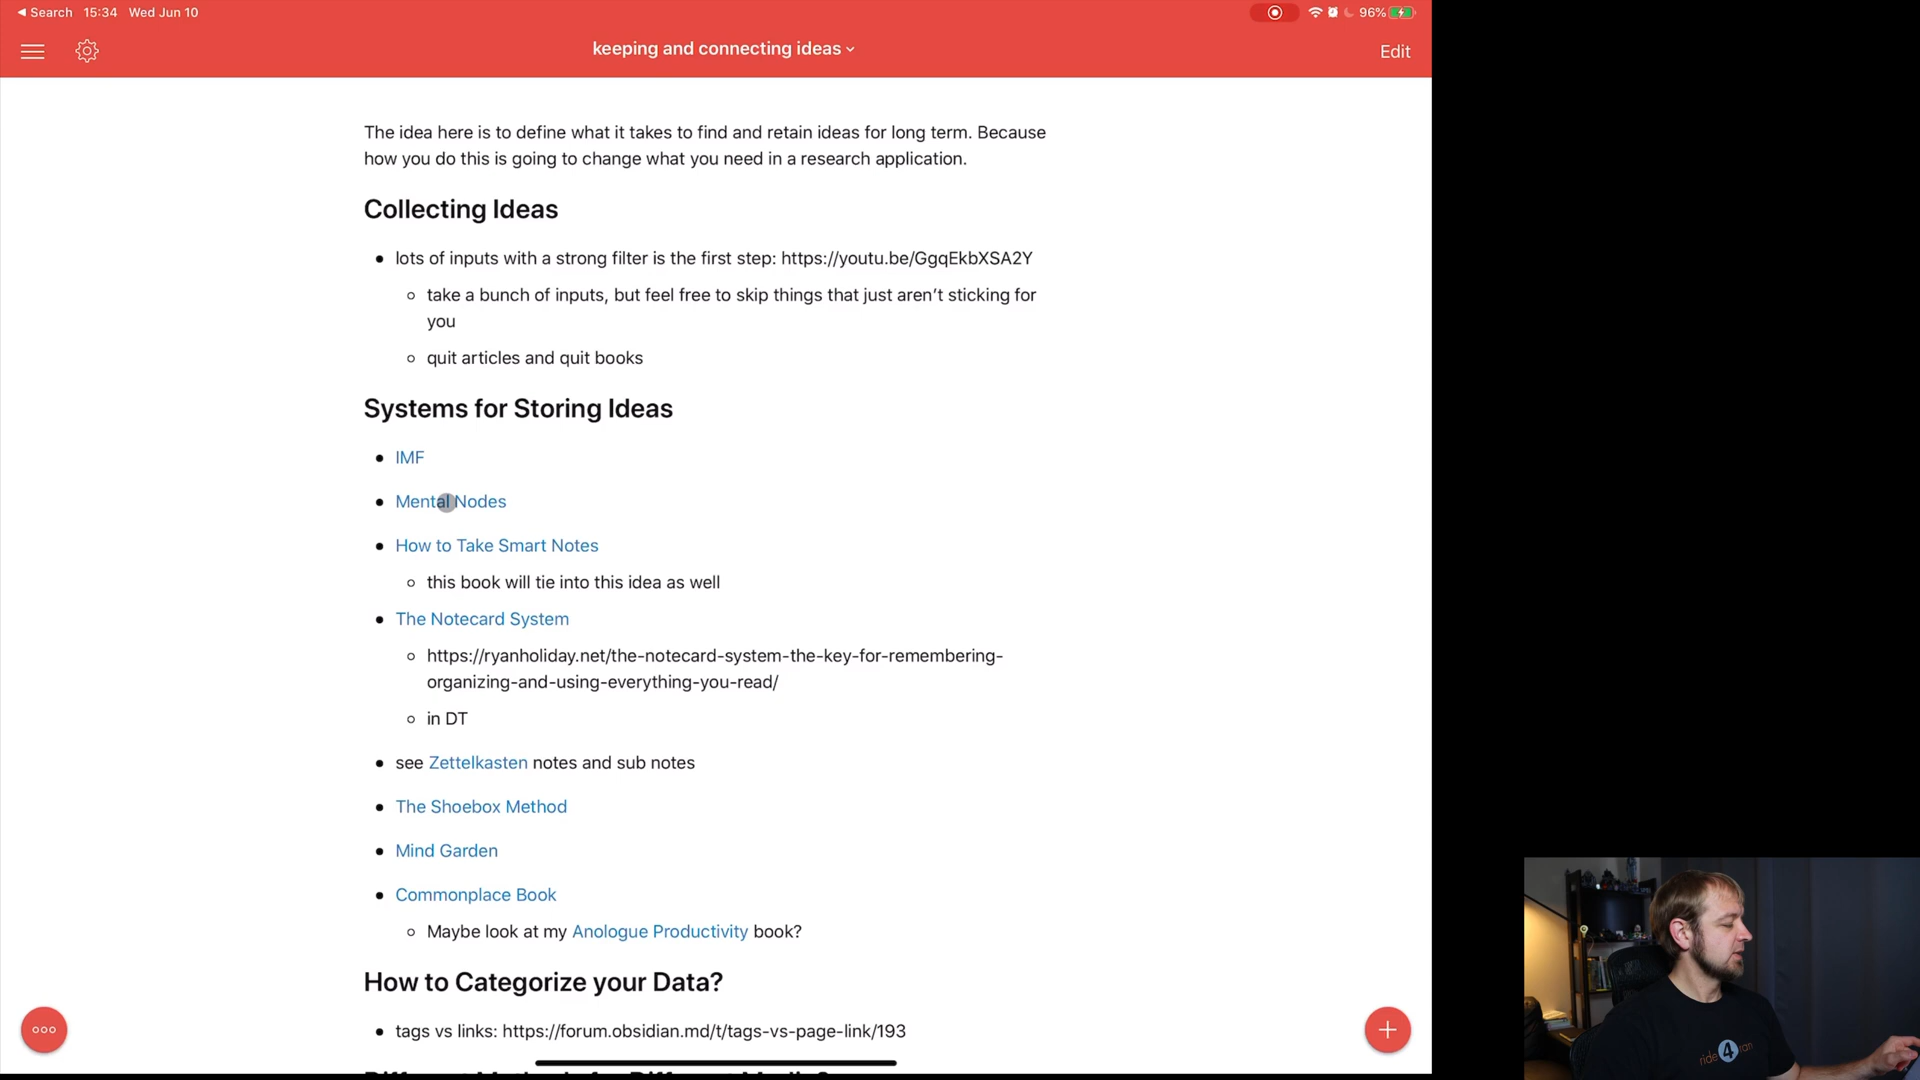 ◀ Search 15:34 Wed Jun 10
96%
keeping and connecting ideas
Edit
The idea here is to define what it takes to find and retain ideas for long term. Because
how you do this is going to change what you need in a research application.
Collecting Ideas
lots of inputs with a strong filter is the first step: https://youtu.be/GgqEkbXSA2Y
take a bunch of inputs, but feel free to skip things that just aren’t sticking for
you
quit articles and quit books
Systems for Storing Ideas
IMF
Mental Nodes
How to Take Smart Notes
this book will tie into this idea as well
The Notecard System
https://ryanholiday.net/the-notecard-system-the-key-for-remembering-
organizing-and-using-everything-you-read/
in DT
see Zettelkasten notes and sub notes
The Shoebox Method
Mind Garden
Commonplace Book
Maybe look at my Anologue Productivity book?
How to Categorize your Data?
tags vs links: https://forum.obsidian.md/t/tags-vs-page-link/193
ride 4